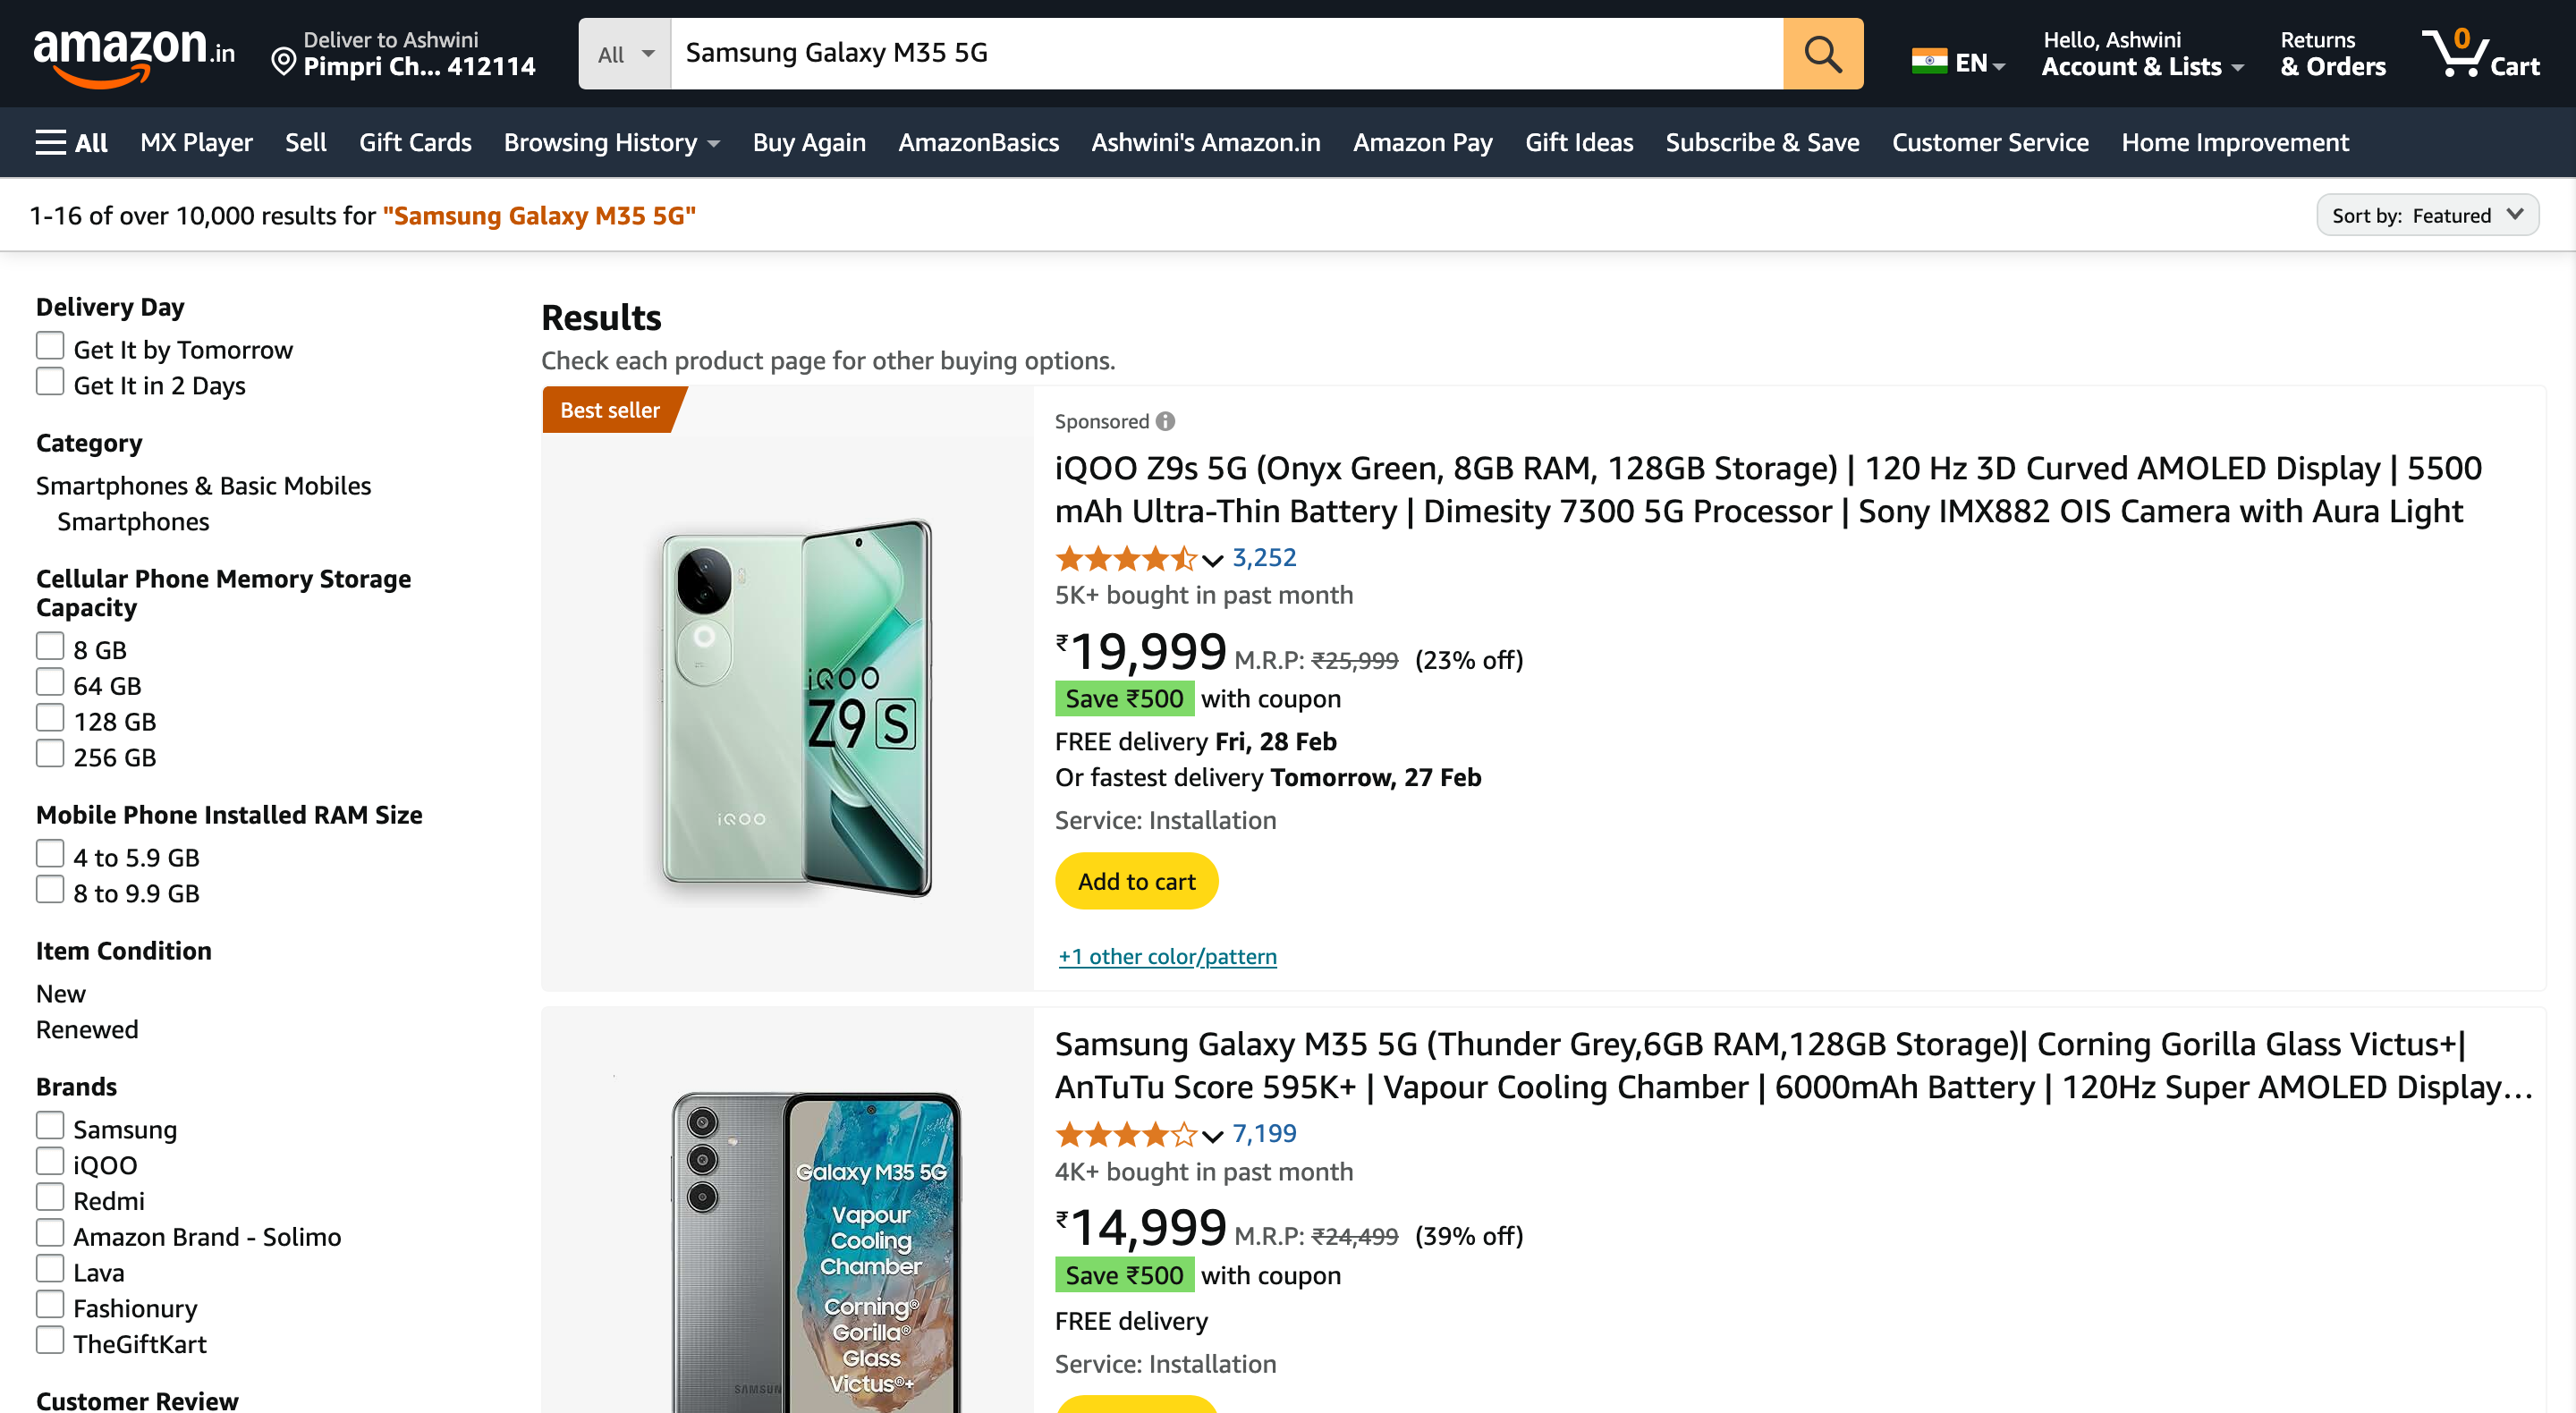 amazon.in
Deliver to Ashwini
Pimpri Ch... 412114
All
Samsung Galaxy M35 5G
EN
Hello, Ashwini
Account & Lists
Returns
& Orders
0
Cart
All
MX Player
Sell
Gift Cards
Browsing History
Buy Again
AmazonBasics
Ashwini's Amazon.in
Amazon Pay
Gift Ideas
Subscribe & Save
Customer Service
Home Improvement
1-16 of over 10,000 results for "Samsung Galaxy M35 5G"
Sort by: Featured
Delivery Day
Get It by Tomorrow
Get It in 2 Days
Category
Smartphones & Basic Mobiles
Smartphones
Cellular Phone Memory Storage
Capacity
8 GB
64 GB
128 GB
256 GB
Mobile Phone Installed RAM Size
4 to 5.9 GB
8 to 9.9 GB
Item Condition
New
Renewed
Brands
Samsung
iQOO
Redmi
Amazon Brand - Solimo
Lava
Fashionury
TheGiftKart
Customer Review
Results
Check each product page for other buying options.
Best seller
iQOO
Z9 S
iQOO
Sponsored
iQOO Z9s 5G (Onyx Green, 8GB RAM, 128GB Storage) | 120 Hz 3D Curved AMOLED Display | 5500
mAh Ultra-Thin Battery | Dimesity 7300 5G Processor | Sony IMX882 OIS Camera with Aura Light
3,252
5K+ bought in past month
₹19,999 M.R.P: ₹25,999 (23% off)
Save ₹500 with coupon
FREE delivery Fri, 28 Feb
Or fastest delivery Tomorrow, 27 Feb
Service: Installation
Add to cart
+1 other color/pattern
Galaxy M35 5G
Vapour
Cooling
Chamber
Corning®
Gorilla®
Glass
Victus®+
SAMSUN
Samsung Galaxy M35 5G (Thunder Grey,6GB RAM,128GB Storage)| Corning Gorilla Glass Victus+|
AnTuTu Score 595K+ | Vapour Cooling Chamber | 6000mAh Battery | 120Hz Super AMOLED Display…
7,199
4K+ bought in past month
₹14,999 M.R.P: ₹24,499 (39% off)
Save ₹500 with coupon
FREE delivery
Service: Installation